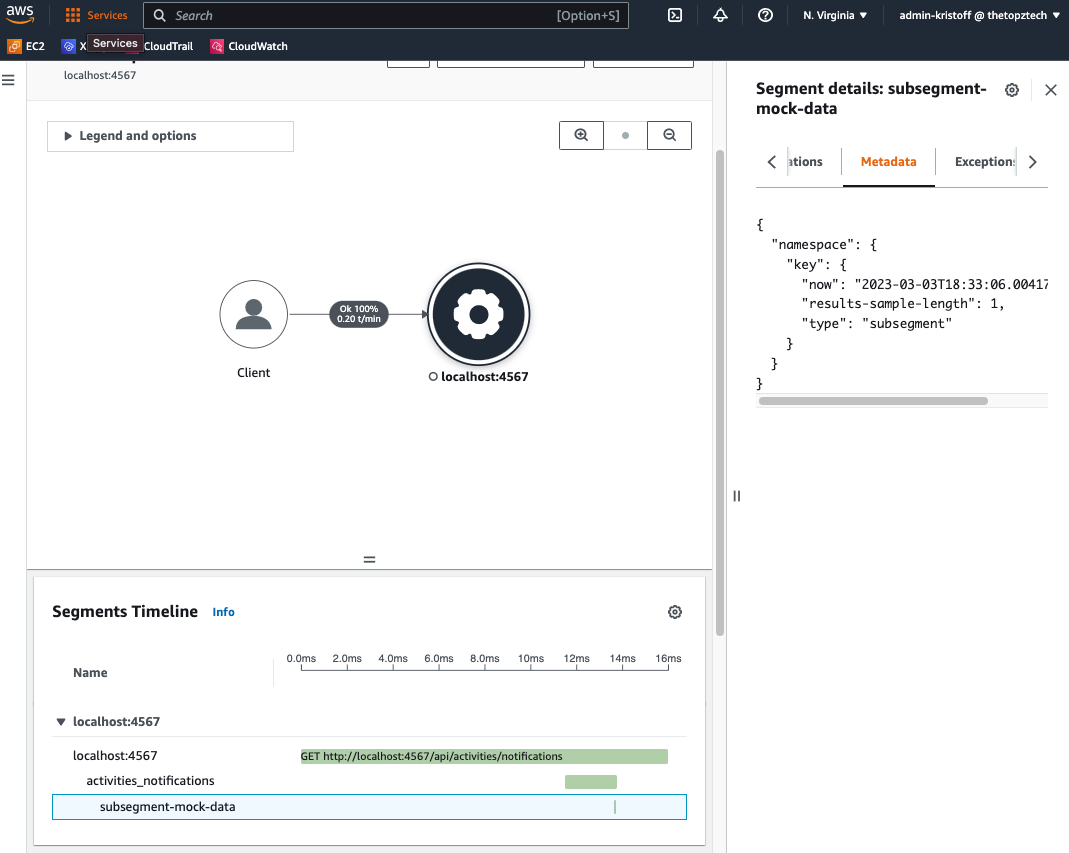 aws
Services
Search
[Option+S]
N. Virginia
admin-kristoff @ thetopztech
EC2
X
Services
CloudTrail
CloudWatch
localhost:4567
Legend and options
Client
Ok 100%
0.20 t/min
localhost:4567
Segments Timeline
Info
Name
0.0ms 2.0ms 4.0ms 6.0ms 8.0ms 10ms 12ms 14ms 16ms
localhost:4567
localhost:4567
GET http://localhost:4567/api/activities/notifications
activities_notifications
subsegment-mock-data
Segment details: subsegment-
mock-data
ations
Metadata
Exceptions
{
"namespace": {
"key": {
"now": "2023-03-03T18:33:06.00417
"results-sample-length": 1,
"type": "subsegment"
}
}
}